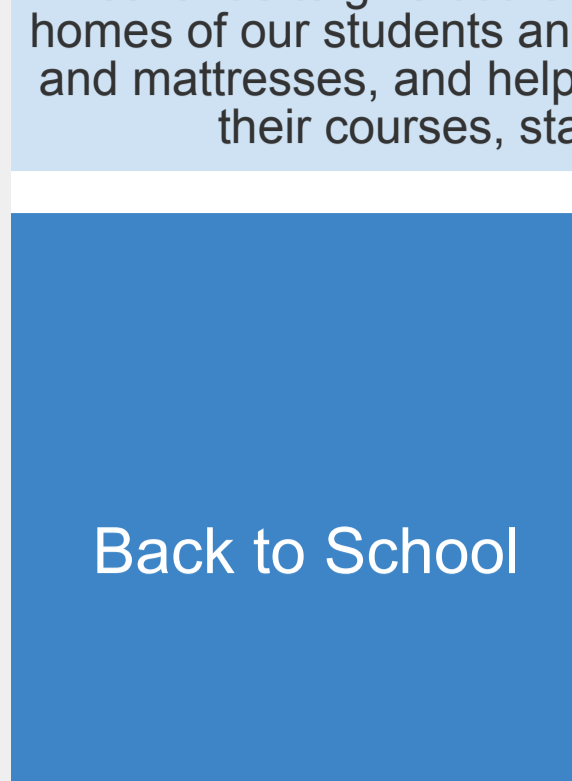 homes of our students an
and mattresses, and help
their courses, sta
Back to School